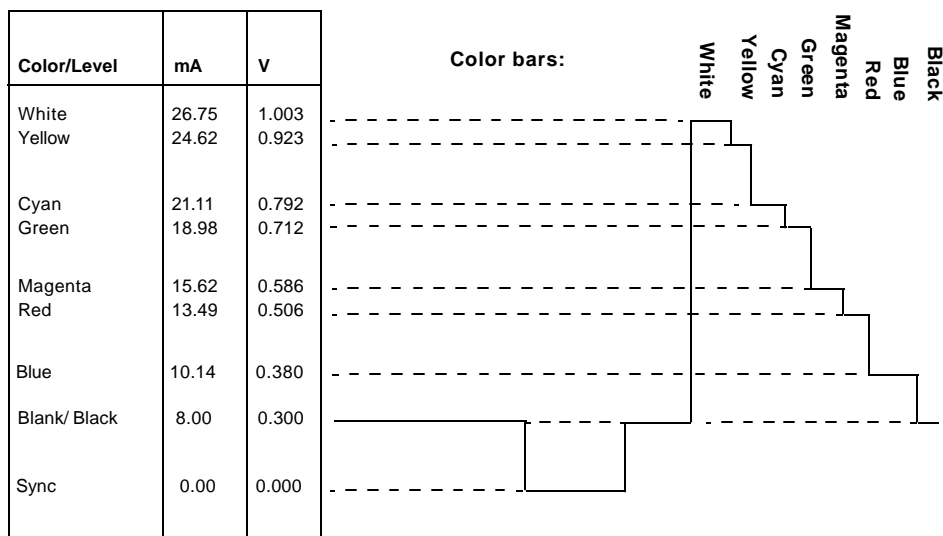 Color/Level mA V
White 26.75 1.003
Yellow 24.62 0.923
Cyan 21.11 0.792
Green 18.98 0.712
Magenta 15.62 0.586
Red 13.49 0.506
Blue 10.14 0.380
Blank/ Black 8.00 0.300
Sync 0.00 0.000
Color bars:
White
Yellow
Cyan
Green
Magenta
Red
Blue
Black